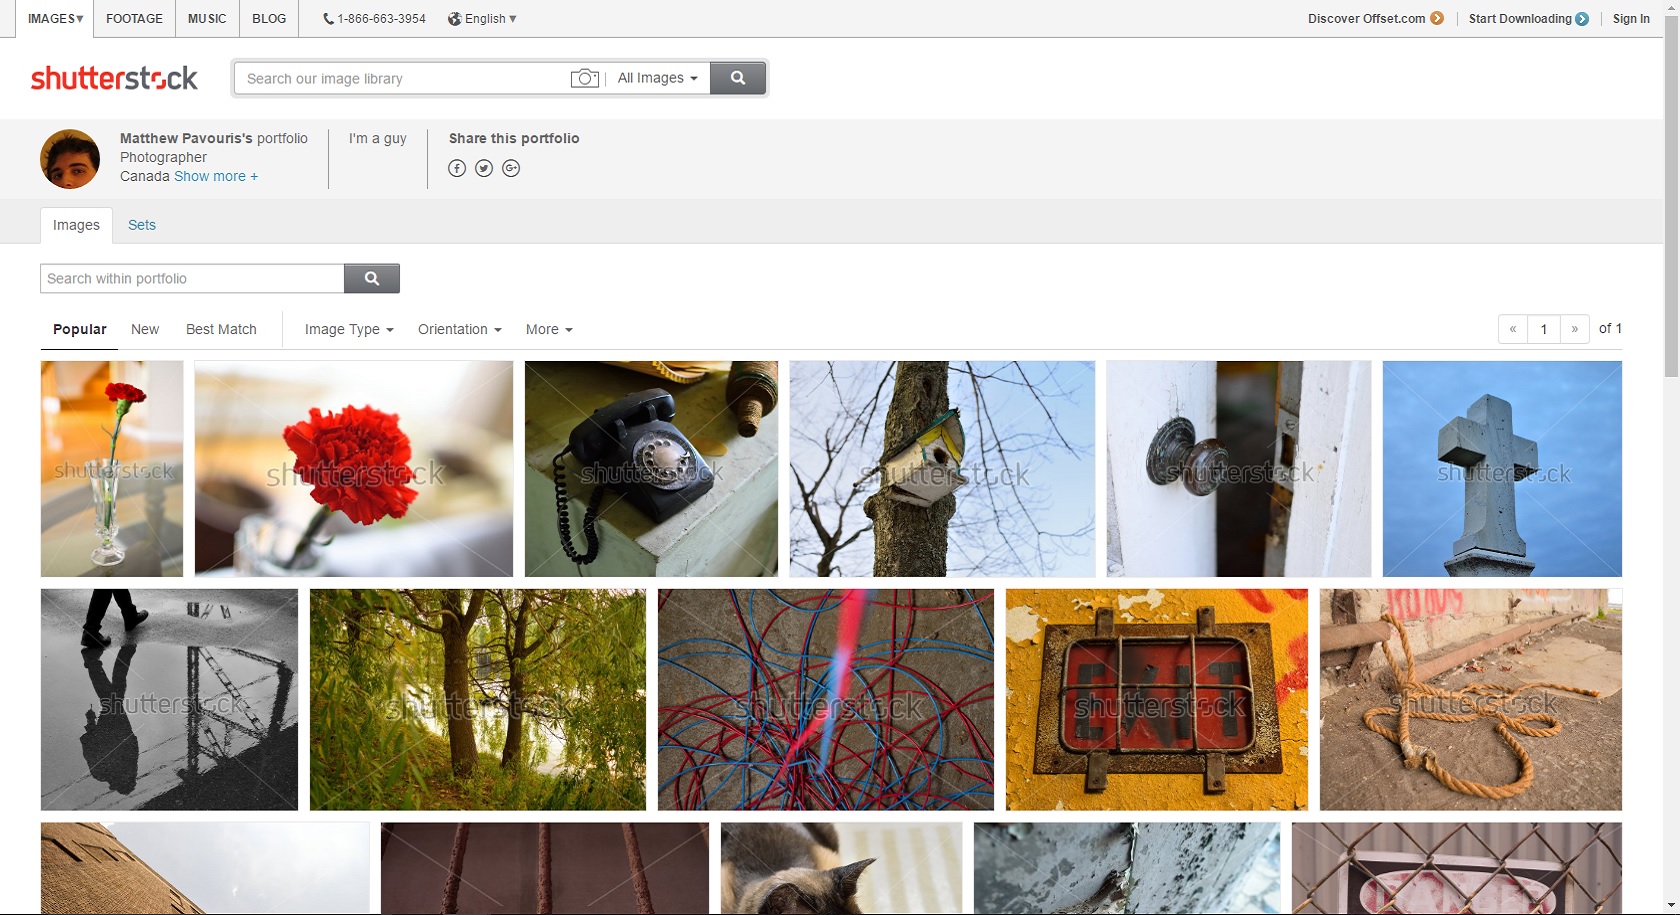 IMAGES▾ FOOTAGE MUSIC BLOG 1-866-663-3954 English ▾ Discover Offset.com Start Downloading Sign In
shutterstock Search our image library All Images
Matthew Pavouris's portfolio I'm a guy Share this portfolio
Photographer
Canada Show more +
Images Sets
Search within portfolio
Popular New Best Match Image Type Orientation More « 1 » of 1
shutterstock shutterstock shutterstock shutterstock shutterstock shutterstock
shutterstock shutterstock shutterstock shutterstock shutterstock
EXIT